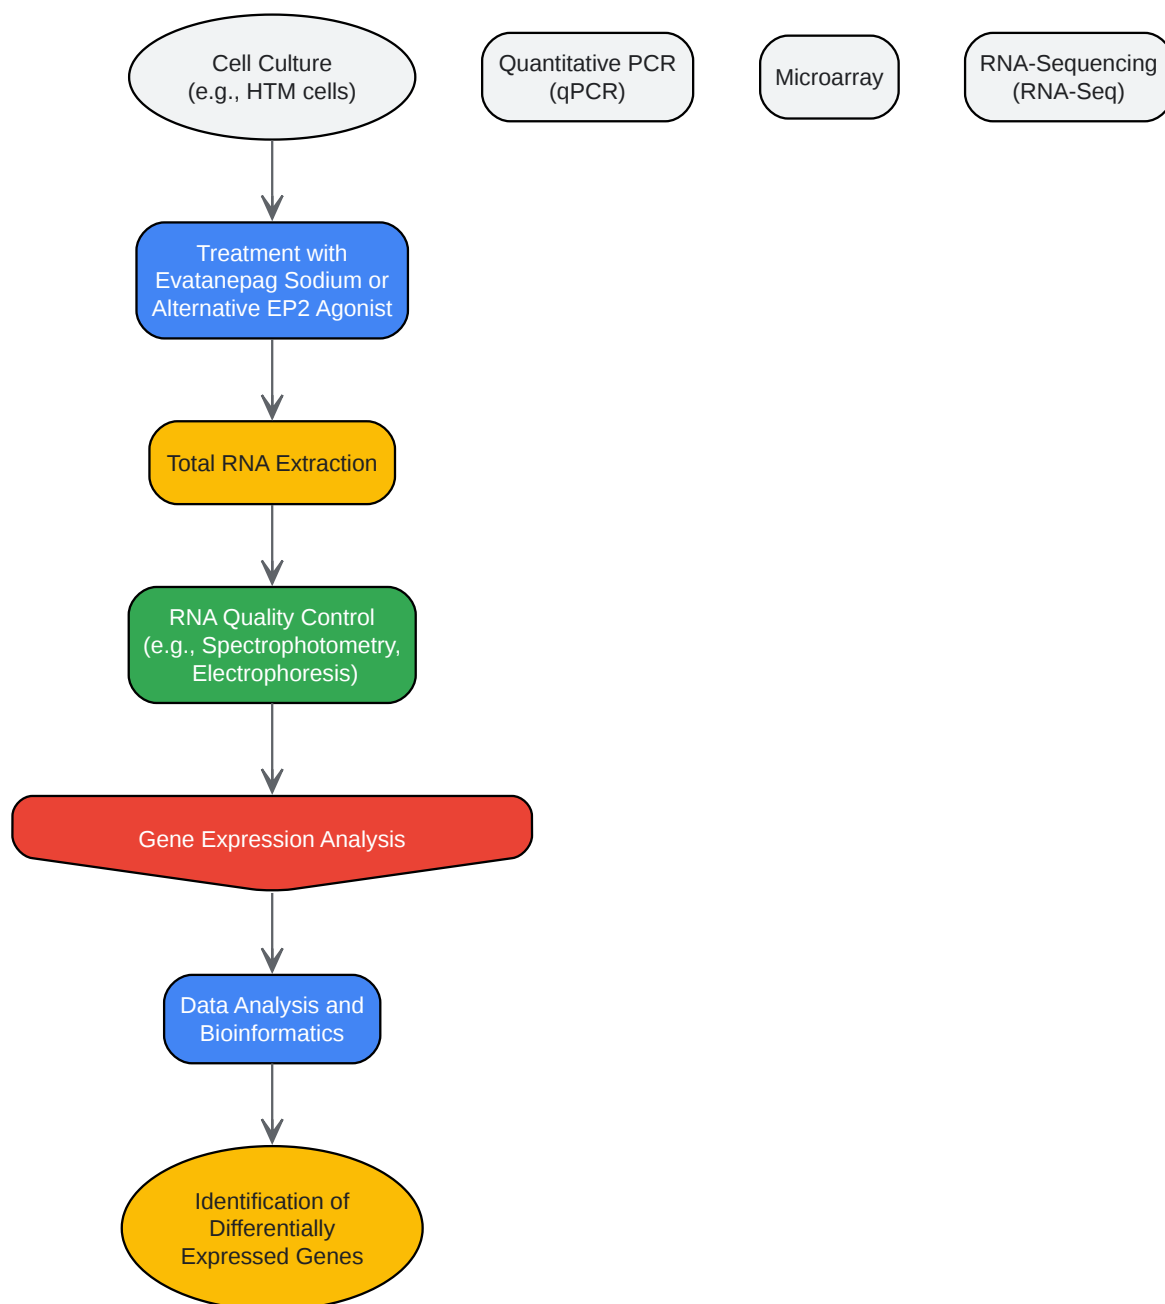 Cell Culture
(e.g., HTM cells)
Quantitative PCR
(qPCR)
Microarray
RNA-Sequencing
(RNA-Seq)
Treatment with
Evatanepag Sodium or
Alternative EP2 Agonist
Total RNA Extraction
RNA Quality Control
(e.g., Spectrophotometry,
Electrophoresis)
Gene Expression Analysis
Data Analysis and
Bioinformatics
Identification of
Differentially
Expressed Genes